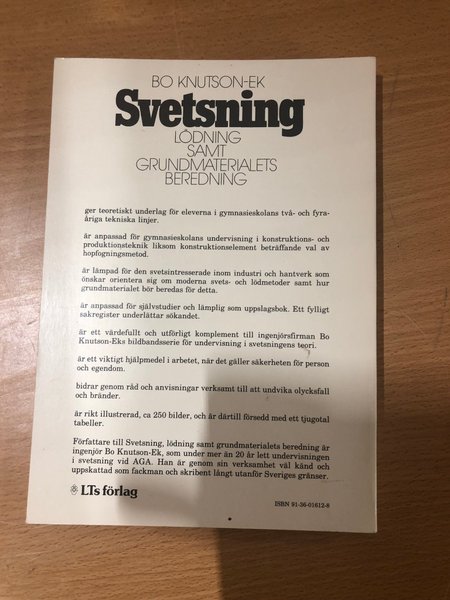 BO KNUTSON-EK
Svetsning
LÖDNING
SAMT
GRUNDMATERIALETS
BEREDNING
ger teoretiskt underlag för eleverna i gymnasieskolans två- och fyra-
åriga tekniska linjer.
är anpassad för gymnasieskolans undervisning i konstruktions- och
produktionsteknik liksom konstruktionselement beträffande val av
hopfogningsmetod.
är lämpad för den svetsintresserade inom industri och hantverk som
önskar orientera sig om moderna svets- och lödmetoder samt hur
grundmaterialet bör beredas för detta.
är anpassad för självstudier och lämplig som uppslagsbok. Ett fylligt
sakregister underlättar sökandet.
är ett värdefullt och utförligt komplement till ingenjörsfirman Bo
Knutson-Eks bildbandsserie för undervisning i svetsningens teori.
är ett viktigt hjälpmedel i arbetet, när det gäller säkerheten för person
och egendom.
bidrar genom råd och anvisningar verksamt till att undvika olycksfall
och bränder.
är rikt illustrerad, ca 250 bilder, och är därtill försedd med ett tjugotal
tabeller.
Författare till Svetsning, lödning samt grundmaterialets beredning är
ingenjör Bo Knutson-Ek, som under mer än 20 år lett undervisningen
i svetsning vid AGA. Han är genom sin verksamhet väl känd och
uppskattad som fackman och skribent långt utanför Sveriges gränser.
LTs förlag
ISBN 91-36-01612-8